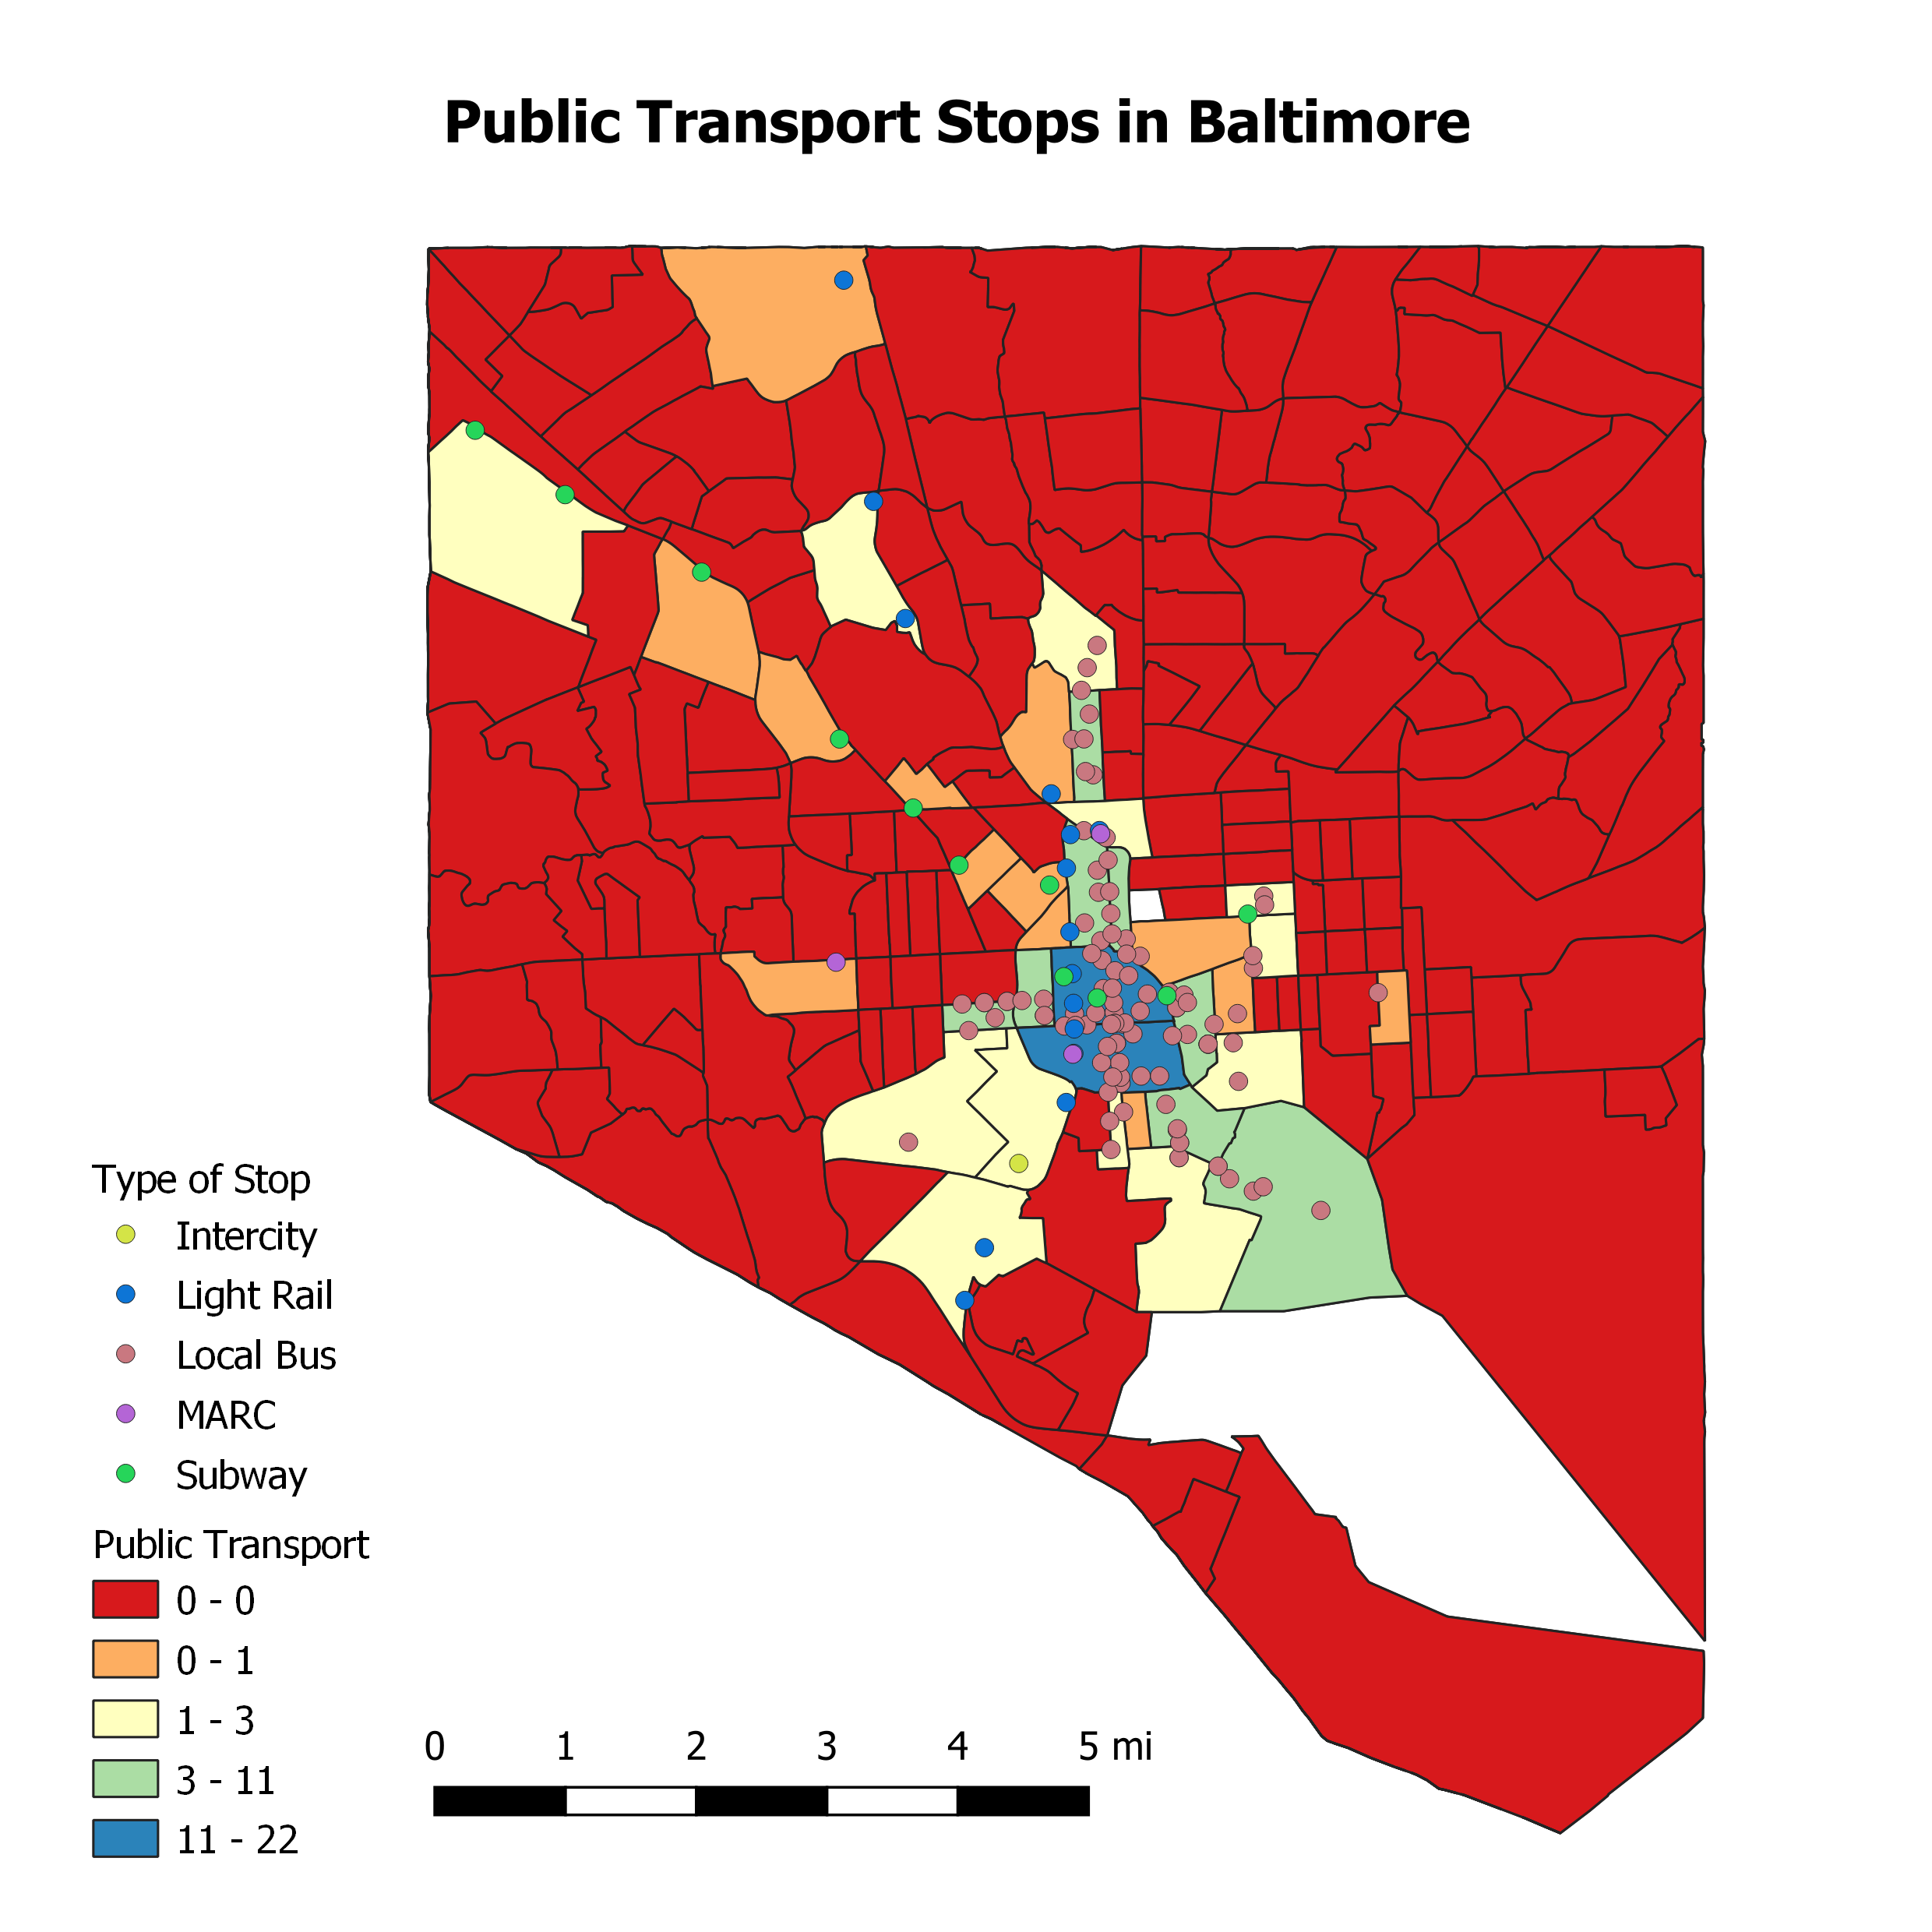 Public Transport Stops in Baltimore
Type of Stop
Intercity
Light Rail
Local Bus
MARC
Subway
Public Transport
0 - 0
0 - 1
1 - 3
3 - 11
11 - 22
0 1 2 3 4 5 mi